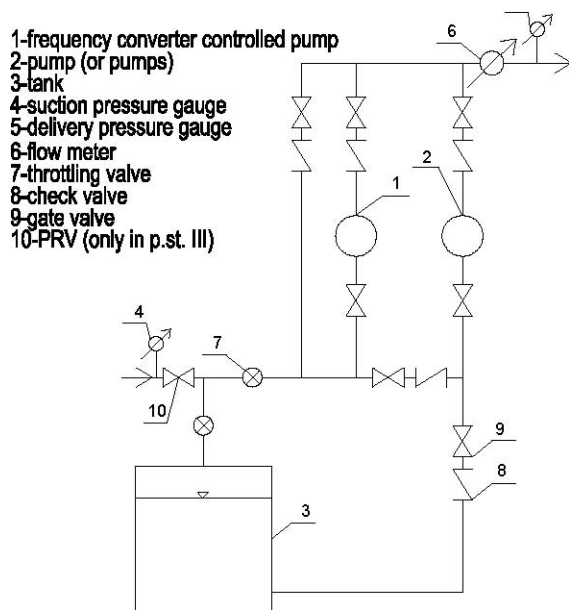 1-frequency converter controlled pump
2-pump (or pumps)
3-tank
4-suction pressure gauge
5-delivery pressure gauge
6-flow meter
7-throttling valve
8-check valve
9-gate valve
10-PRV (only in p.st. III)
6
1
2
4
7
10
9
8
3